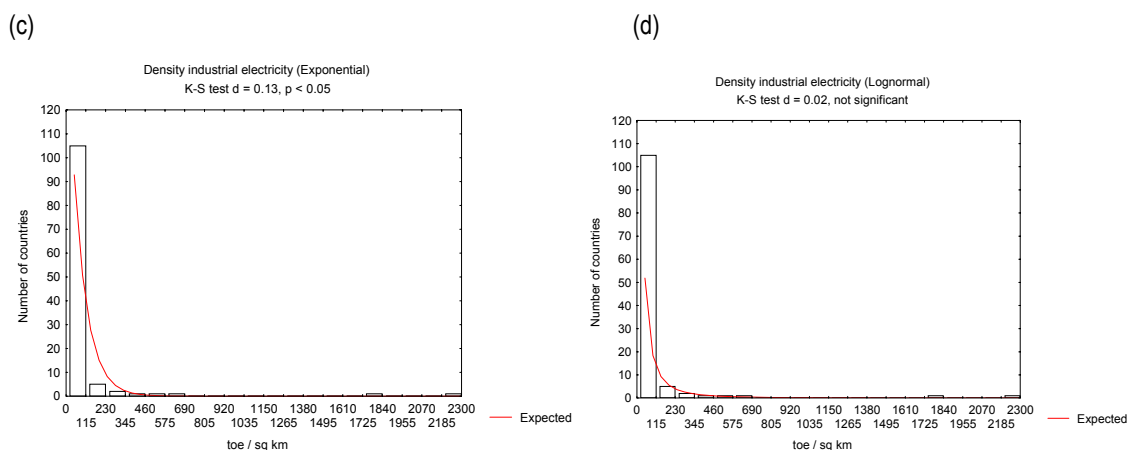 (c)
Density industrial electricity (Exponential)
K-S test d = 0.13, p < 0.05
120
110
100
90
80
70
60
50
40
30
20
10
0
Number of countries
0 230 460 690 920 1150 1380 1610 1840 2070 2300
115 345 575 805 1035 1265 1495 1725 1955 2185
toe / sq km
Expected
(d)
Density industrial electricity (Lognormal)
K-S test d = 0.02, not significant
120
110
100
90
80
70
60
50
40
30
20
10
0
Number of countries
0 230 460 690 920 1150 1380 1610 1840 2070 2300
115 345 575 805 1035 1265 1495 1725 1955 2185
toe / sq km
Expected